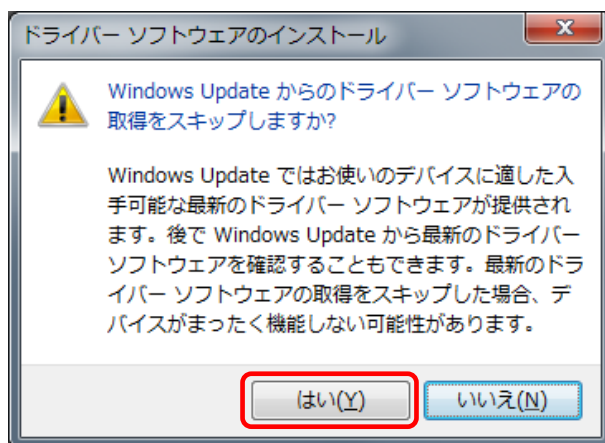 ドライバー ソフトウェアのインストール
Windows Update からのドライバー ソフトウェアの
取得をスキップしますか?
Windows Update ではお使いのデバイスに適した入
手可能な最新のドライバー ソフトウェアが提供され
ます。後で Windows Update から最新のドライバー
ソフトウェアを確認することもできます。最新のドラ
イバー ソフトウェアの取得をスキップした場合、デ
バイスがまったく機能しない可能性があります。
はい(Y) いいえ(N)